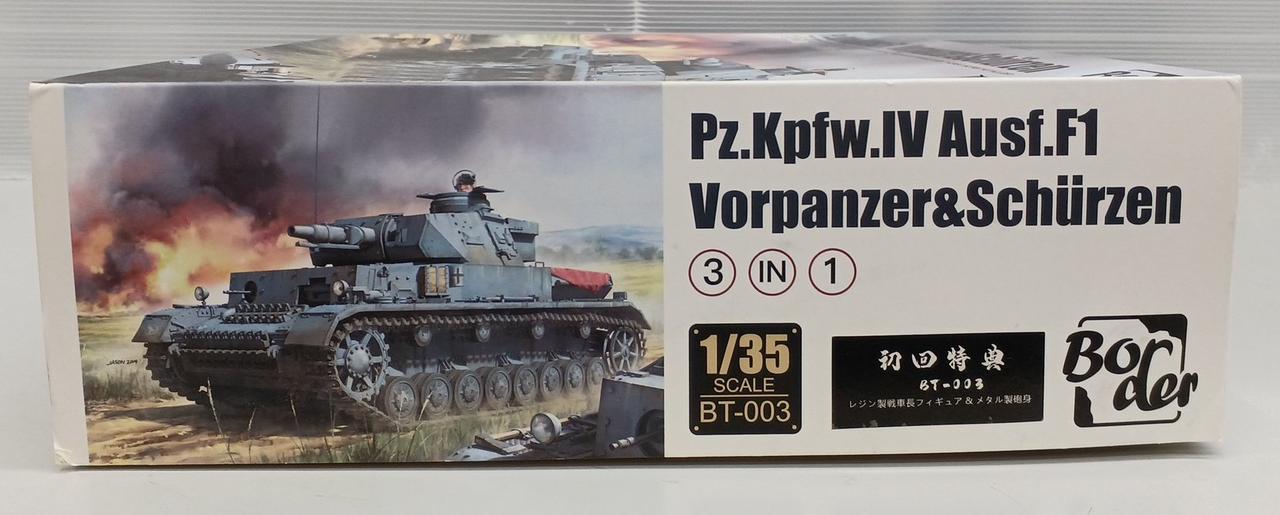 Pz.Kpfw.IV Ausf.F1
Vorpanzer&Schürzen
3 IN 1
1/35
SCALE
BT-003
初回特典
BT-003
レジン製戦車長フィギュア&メタル製砲身
Border
JASON 2019